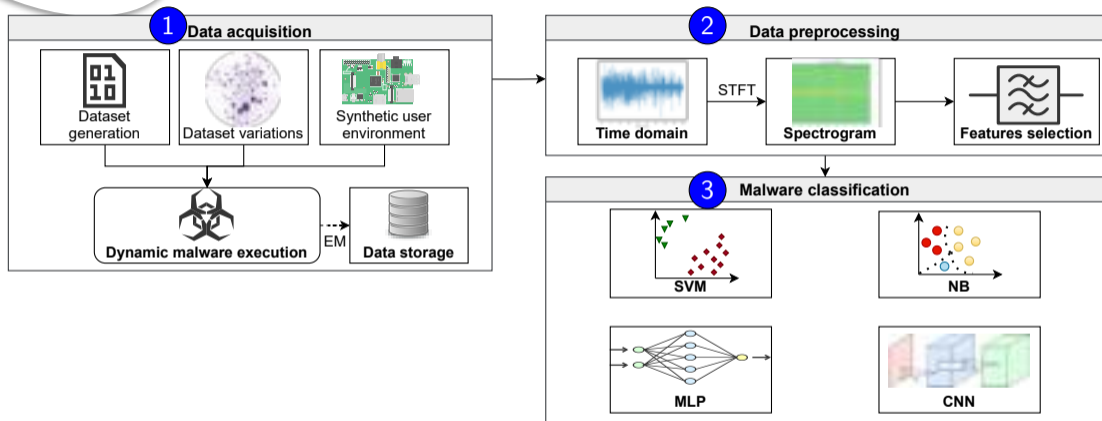 1
Data acquisition
01
10
Dataset
generation
Dataset variations
Synthetic user
environment
Dynamic malware execution
EM
Data storage
2
Data preprocessing
Time domain
STFT
Spectrogram
Features selection
3
Malware classification
SVM
NB
MLP
CNN